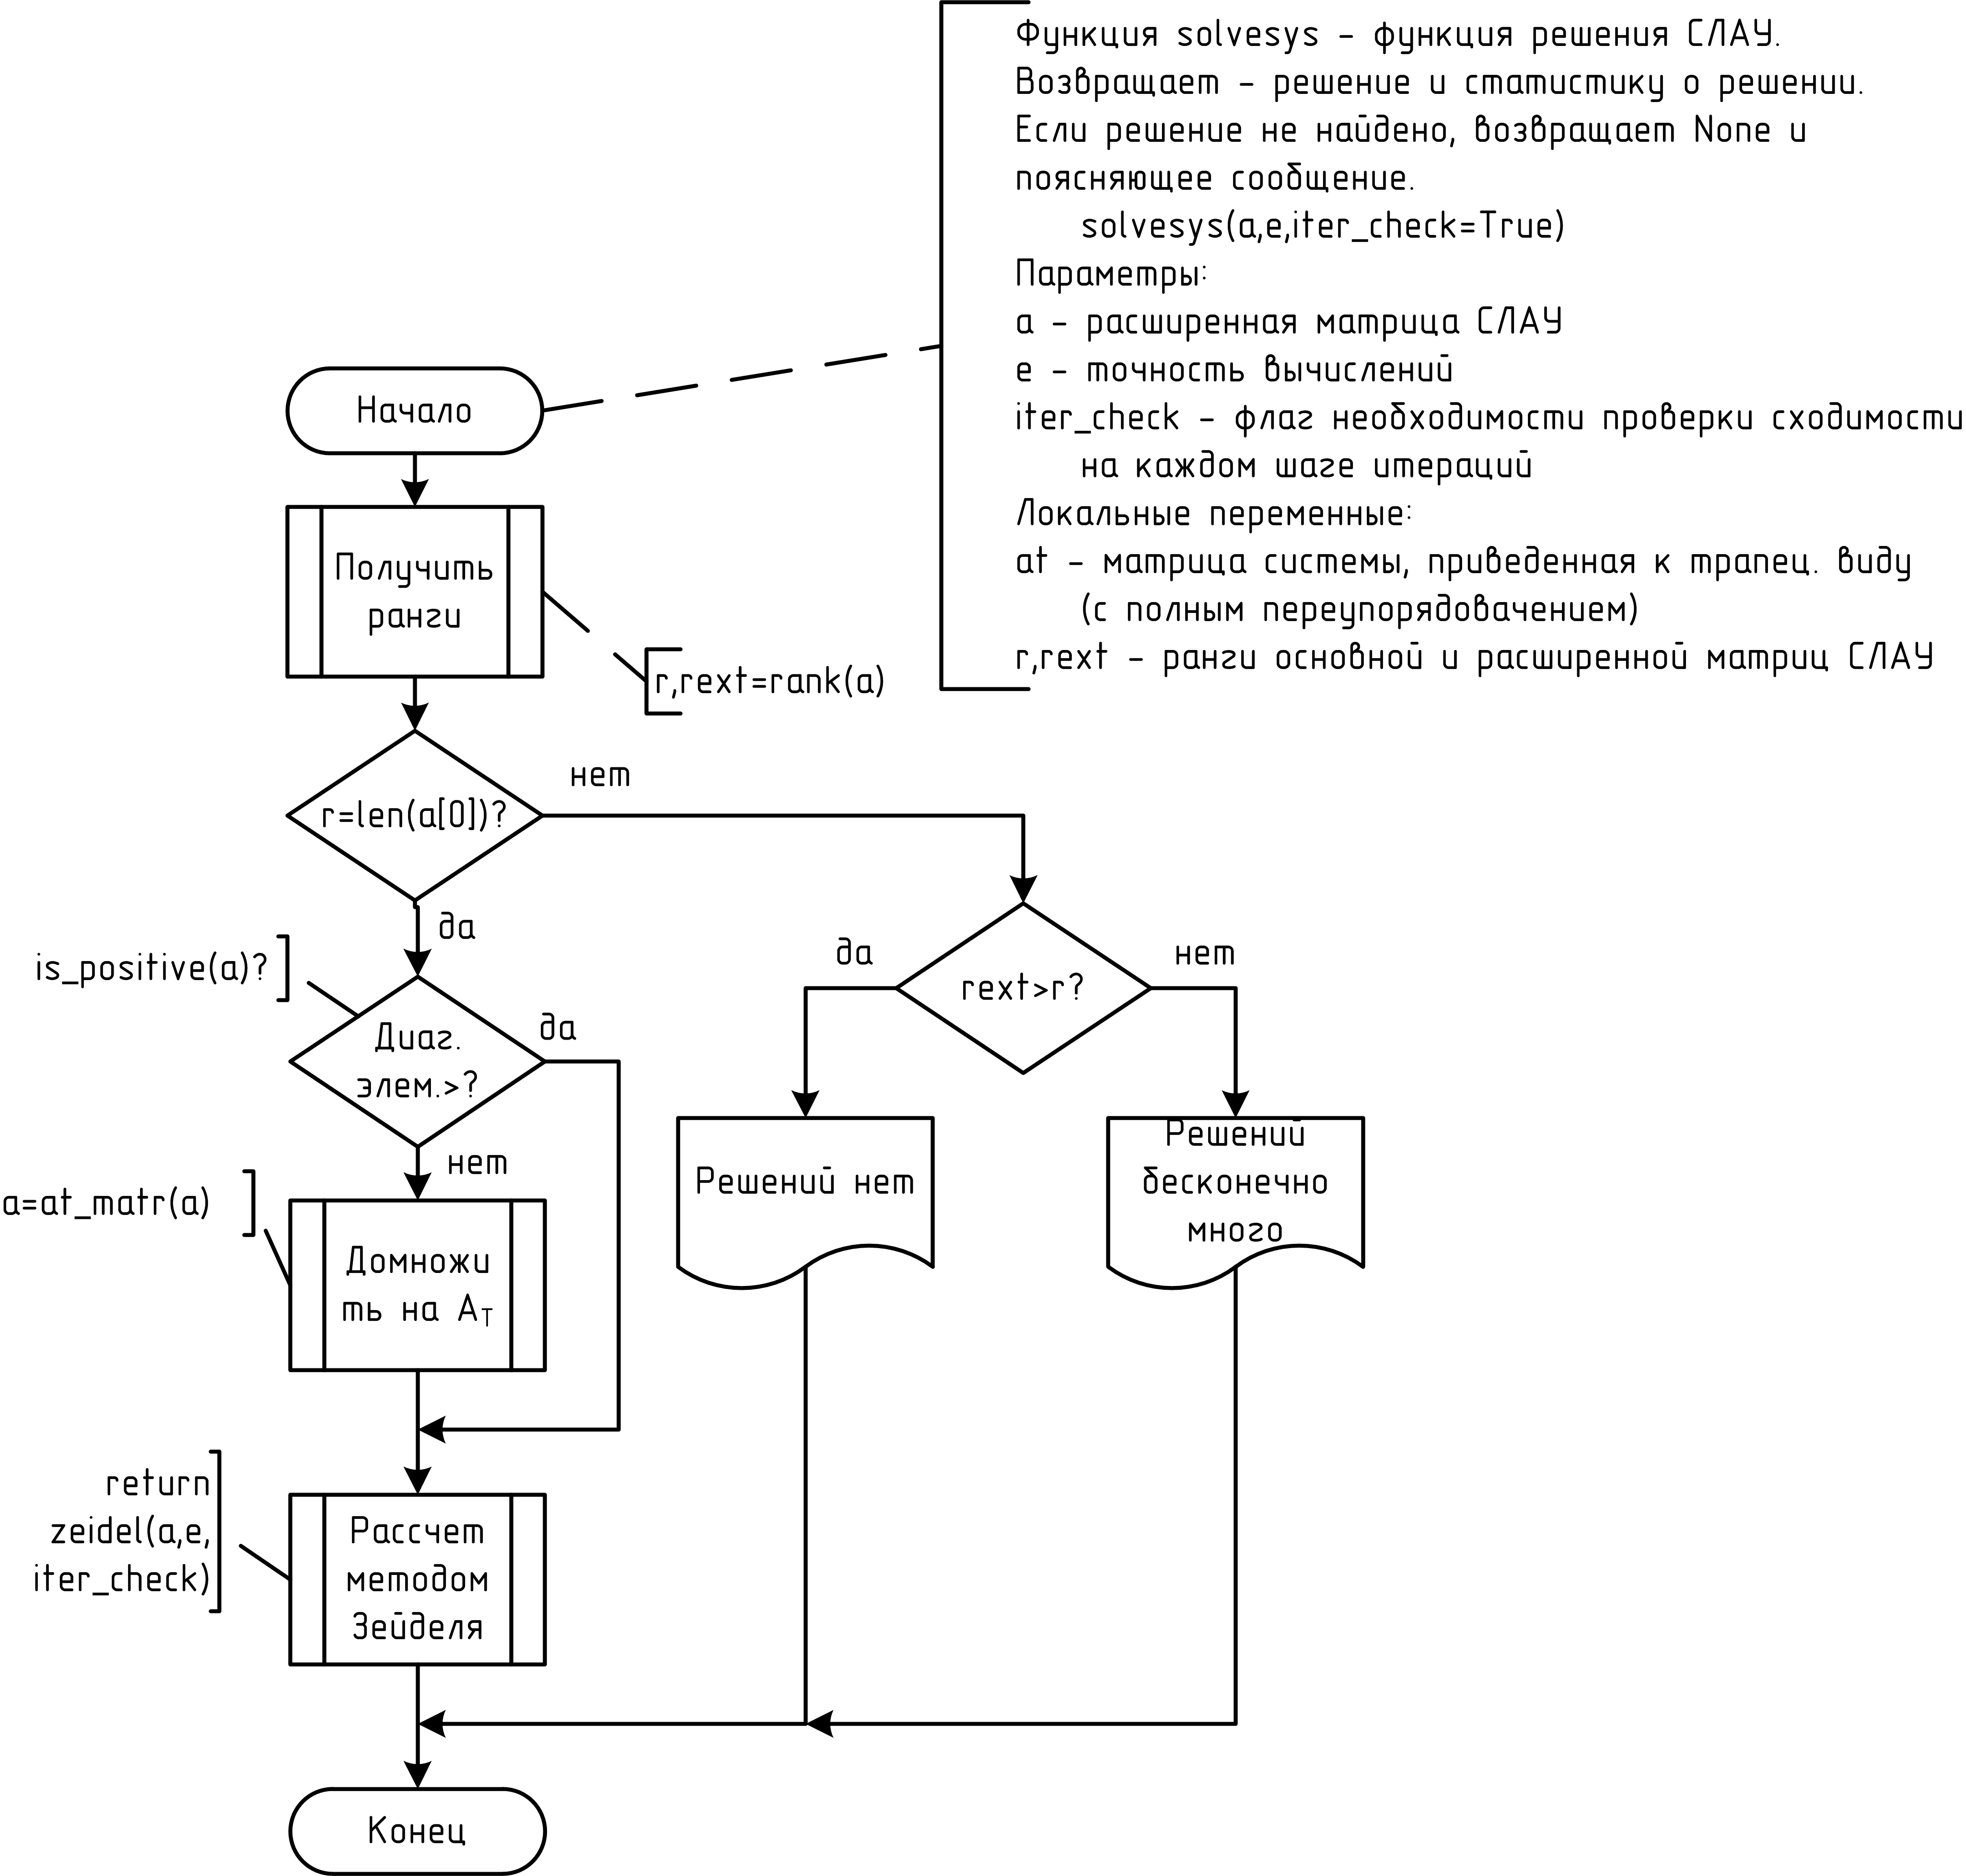 Функция solvesys – функция решения СЛАУ.
Возвращает – решение и статистику о решении.
Если решение не найдено, возвращает None и
поясняющее сообщение.
solvesys(a,e,iter_check=True)
Параметры:
a – расширенная матрица СЛАУ
e – точность вычислений
iter_check – флаг необходимости проверки сходимости
на каждом шаге итераций
Локальные переменные:
at – матрица системы, приведенная к трапец. виду
(с полным переупорядовачением)
r,rext – ранги основной и расширенной матриц СЛАУ
Начало
Получить
ранги
r,rext=rank(a)
r=len(a[0])?
нет
да
is_positive(a)?
Диаг.
элем.>?
да
нет
rext>r?
да
нет
Решений нет
Решений
бесконечно
много
a=at_matr(a)
Домножи
ть на AT
return
zeidel(a,e,
iter_check)
Рассчет
методом
Зейделя
Конец